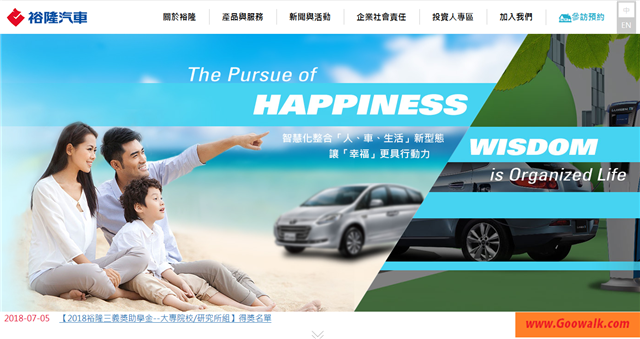 裕隆汽車
關於裕隆
產品與服務
新聞與活動
企業社會責任
投資人專區
加入我們
參訪預約
中
EN
The Pursue of
HAPPINESS
智慧化整合「人、車、生活」新型態
讓「幸福」更具行動力
WISDOM
is Organized Life
2018-07-05 【2018裕隆三義獎助學金--大專院校/研究所組】得獎名單
www.Goowalk.com